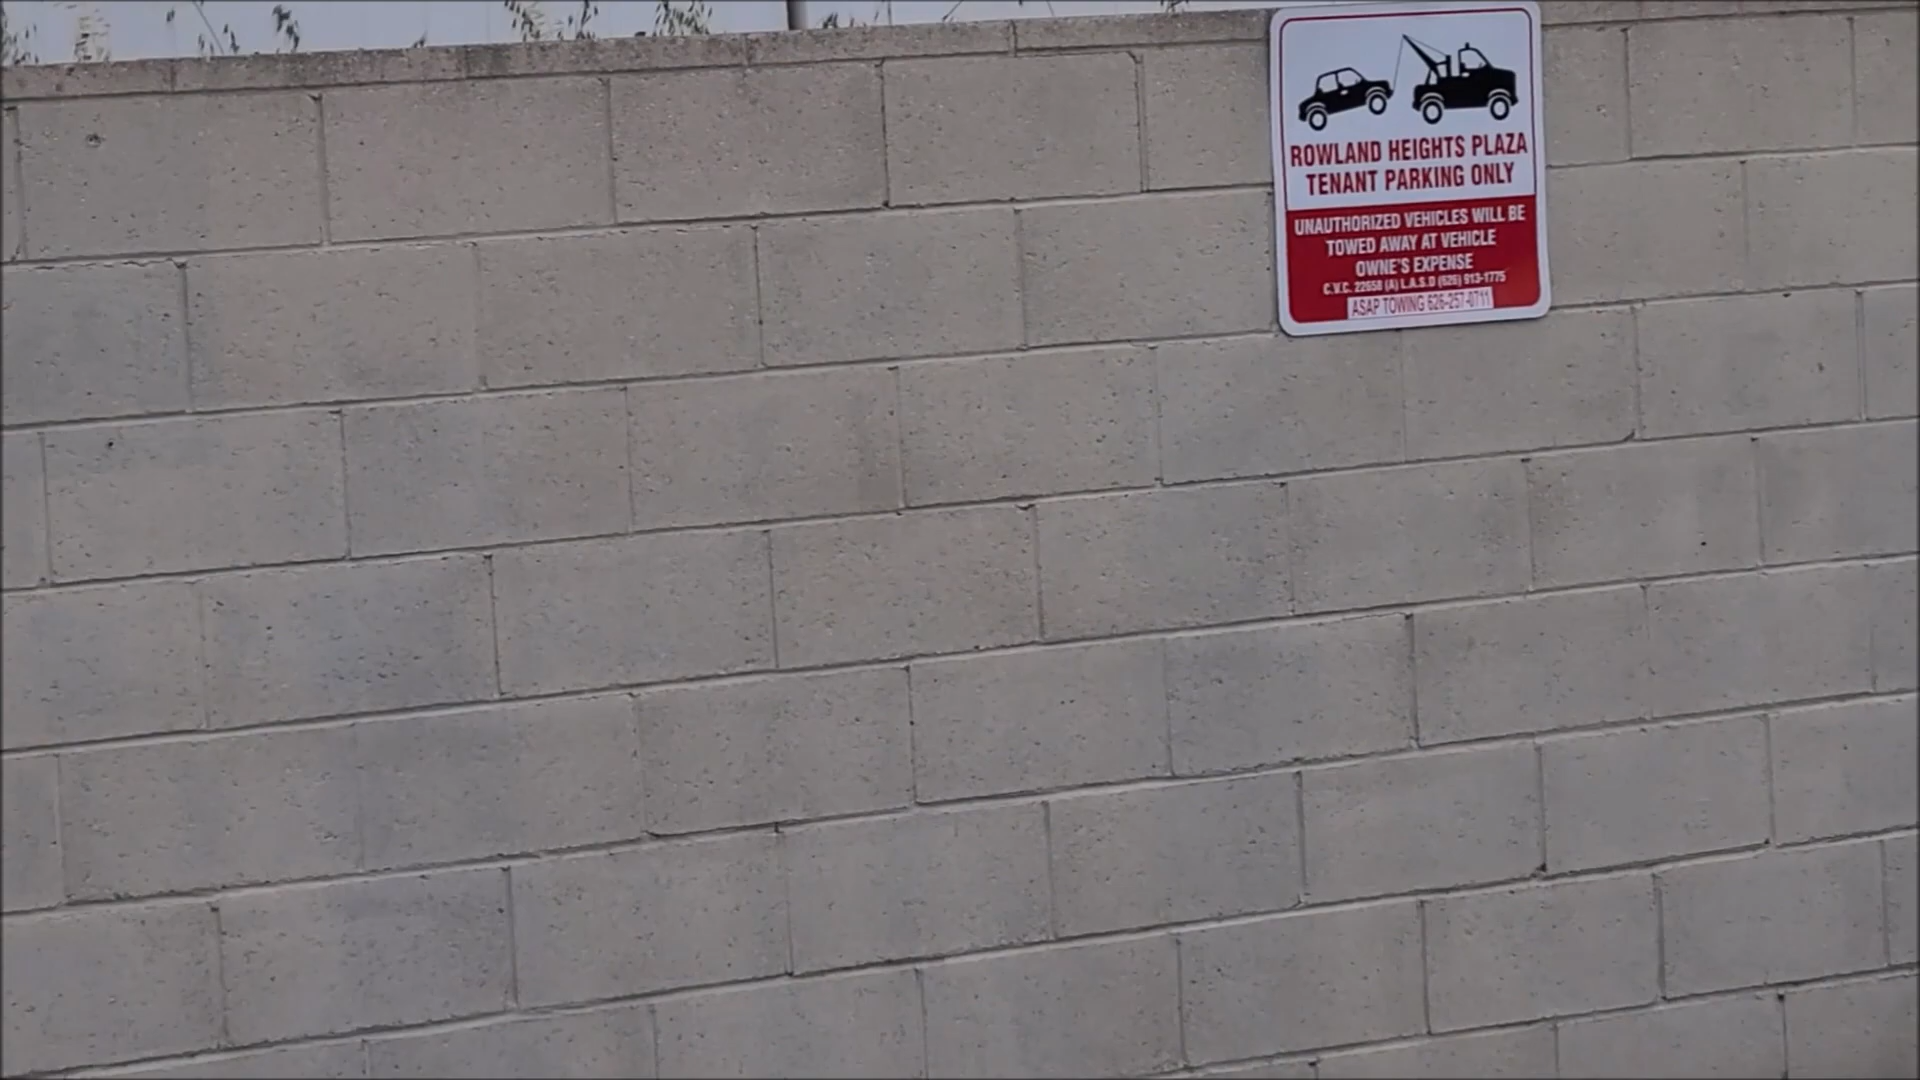 ROWLAND HEIGHTS PLAZA
TENANT PARKING ONLY
UNAUTHORIZED VEHICLES WILL BE
TOWED AWAY AT VEHICLE
OWNE'S EXPENSE
C.V.C. 22658 (A) L.A.S.D (626) 913-1775
ASAP TOWING 626-257-0711